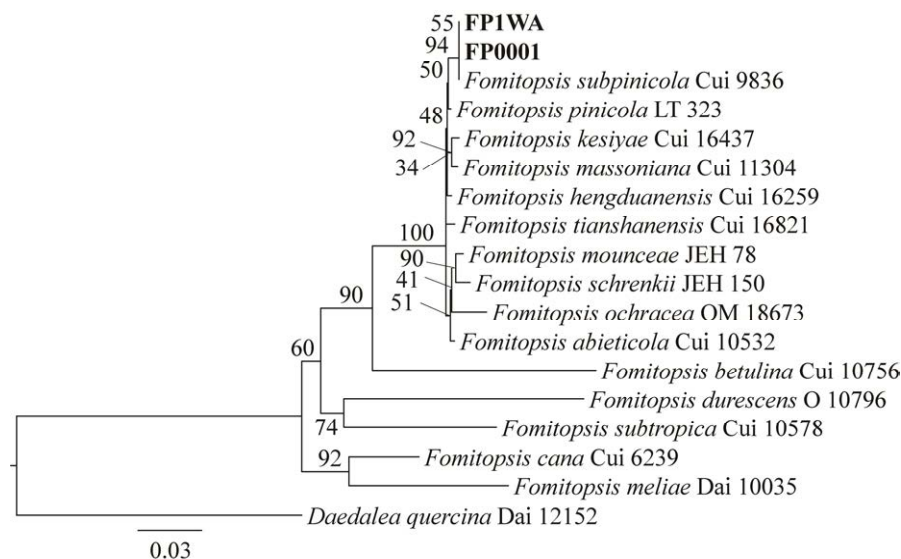 55 FP1WA
94 FP0001
50
Fomitopsis subpinicola Cui 9836
Fomitopsis pinicola LT 323
48
Fomitopsis kesiyae Cui 16437
92
Fomitopsis massoniana Cui 11304
34
Fomitopsis hengduanensis Cui 16259
Fomitopsis tianshanensis Cui 16821
100
Fomitopsis mounceae JEH 78
90
Fomitopsis schrenkii JEH 150
41
Fomitopsis ochracea OM 18673
51
Fomitopsis abieticola Cui 10532
90
60
Fomitopsis betulina Cui 10756
Fomitopsis durescens O 10796
74
Fomitopsis subtropica Cui 10578
92
Fomitopsis cana Cui 6239
Fomitopsis meliae Dai 10035
Daedalea quercina Dai 12152
0.03